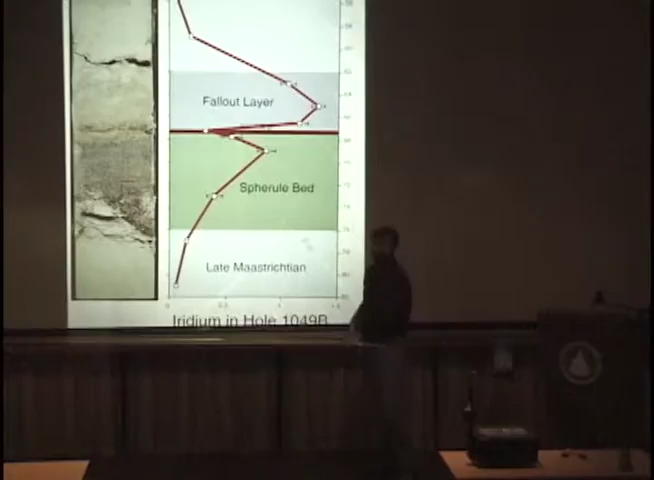 Fallout Layer
Spherule Bed
Late Maastrichtian
Iridium in Hole 1049B